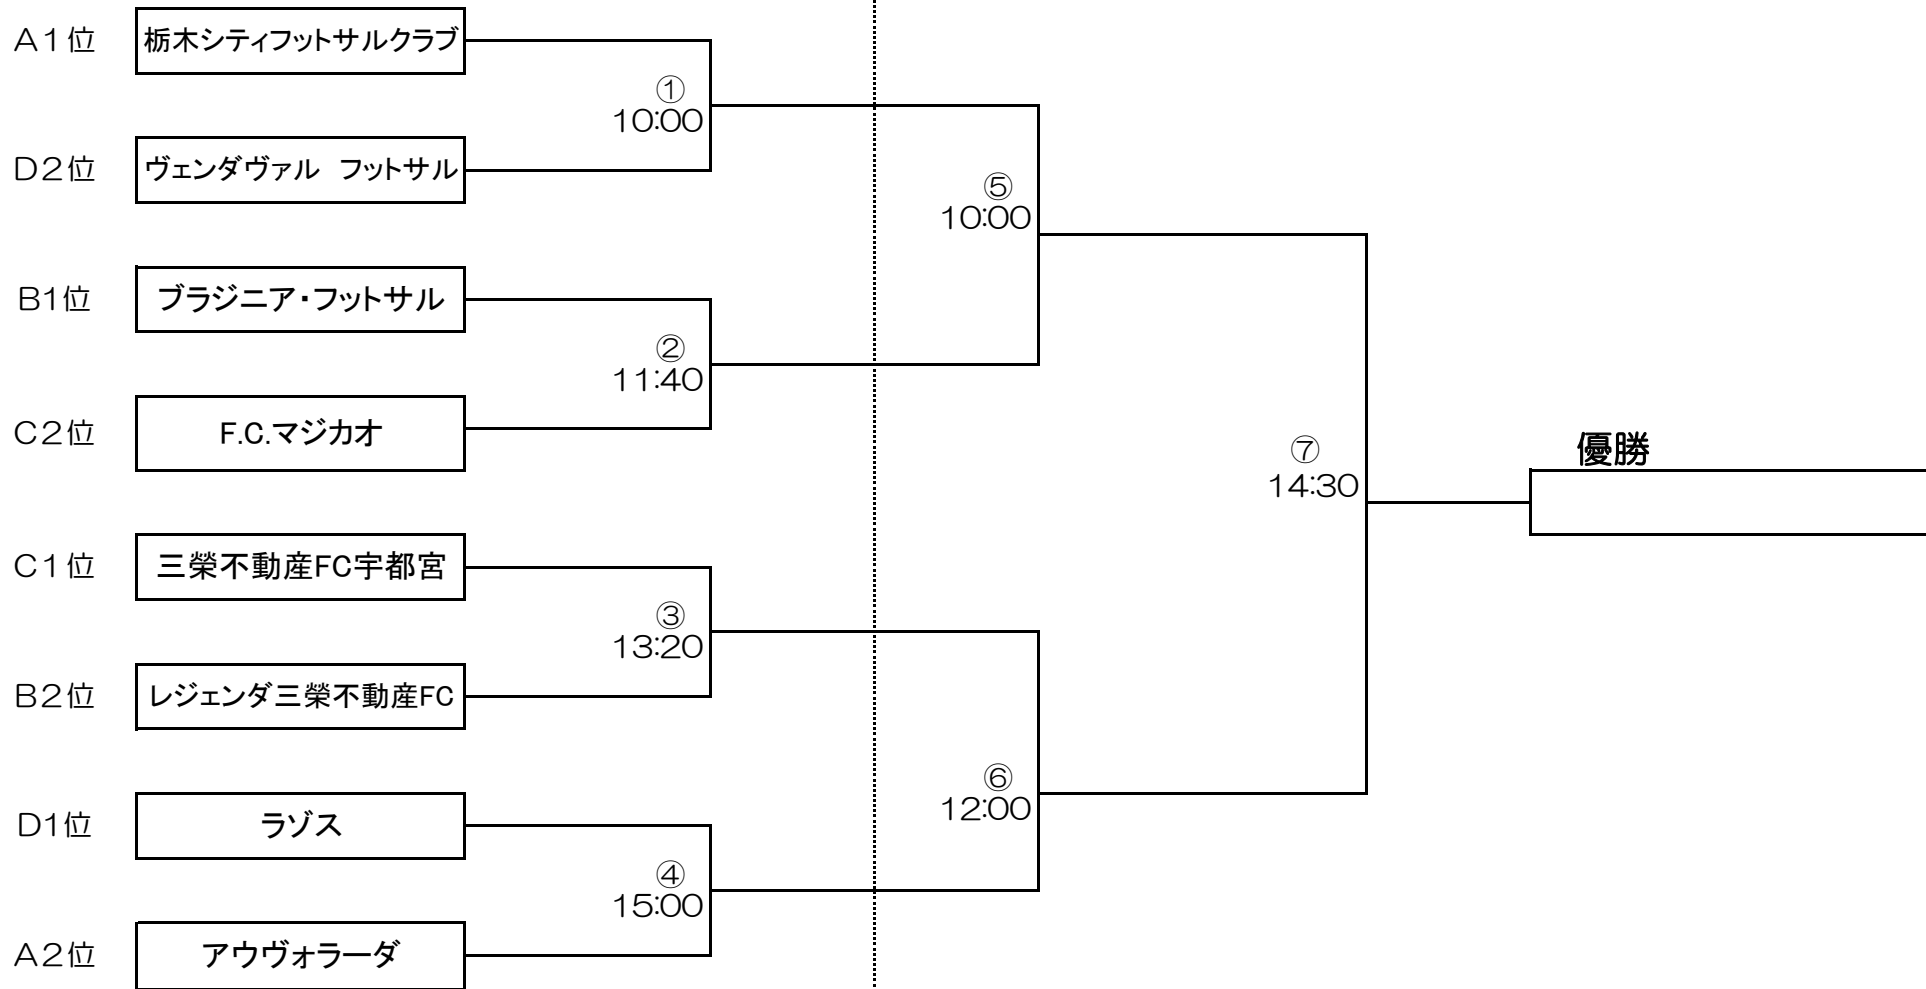 A1位
栃木シティフットサルクラブ
①
10:00
D2位
ヴェンダヴァル　フットサル
⑤
10:00
B1位
ブラジニア・フットサル
②
11:40
C2位
F.C.マジカオ
⑦
14:30
優勝
C1位
三榮不動産FC宇都宮
③
13:20
B2位
レジェンダ三榮不動産FC
⑥
12:00
D1位
ラゾス
④
15:00
A2位
アウヴォラーダ